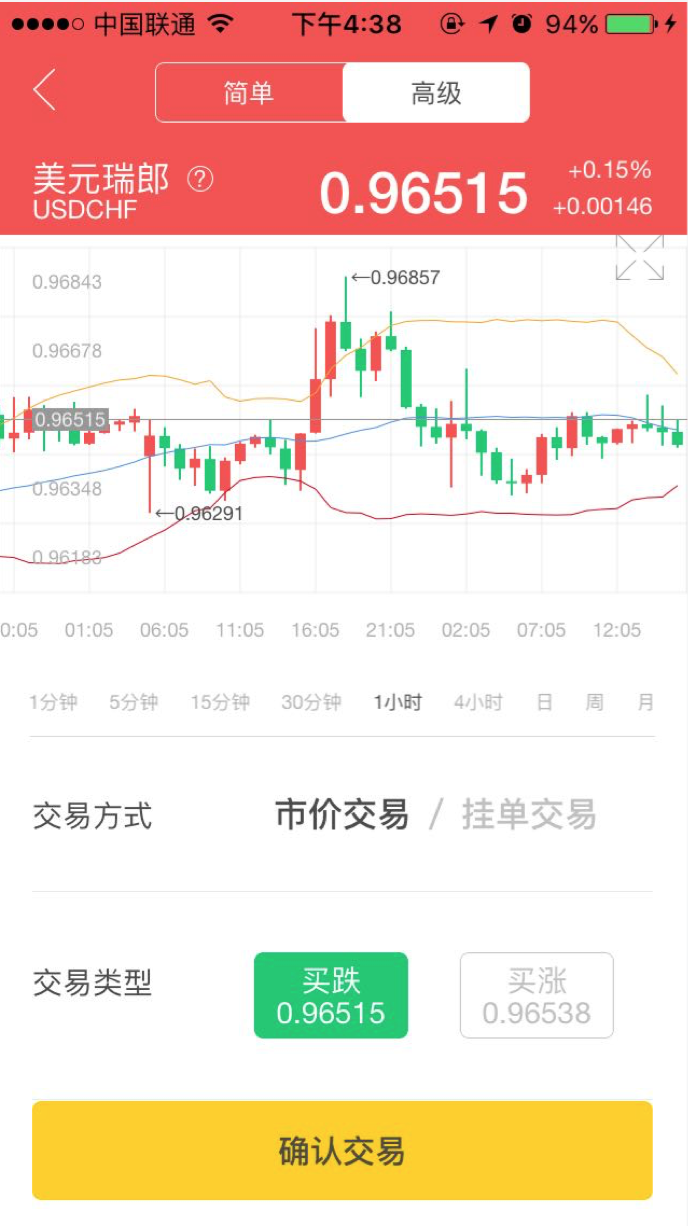 中国联通 下午4:38 94%
简单 高级
美元瑞郎 ? 0.96515 +0.15%
USDCHF +0.00146
0.96843 ←0.96857
0.96678
0.96515
0.96348
←0.96291
0.96183
0:05 01:05 06:05 11:05 16:05 21:05 02:05 07:05 12:05
1分钟 5分钟 15分钟 30分钟 1小时 4小时 日 周 月
交易方式 市价交易 / 挂单交易
交易类型 买跌 买涨
0.96515 0.96538
确认交易